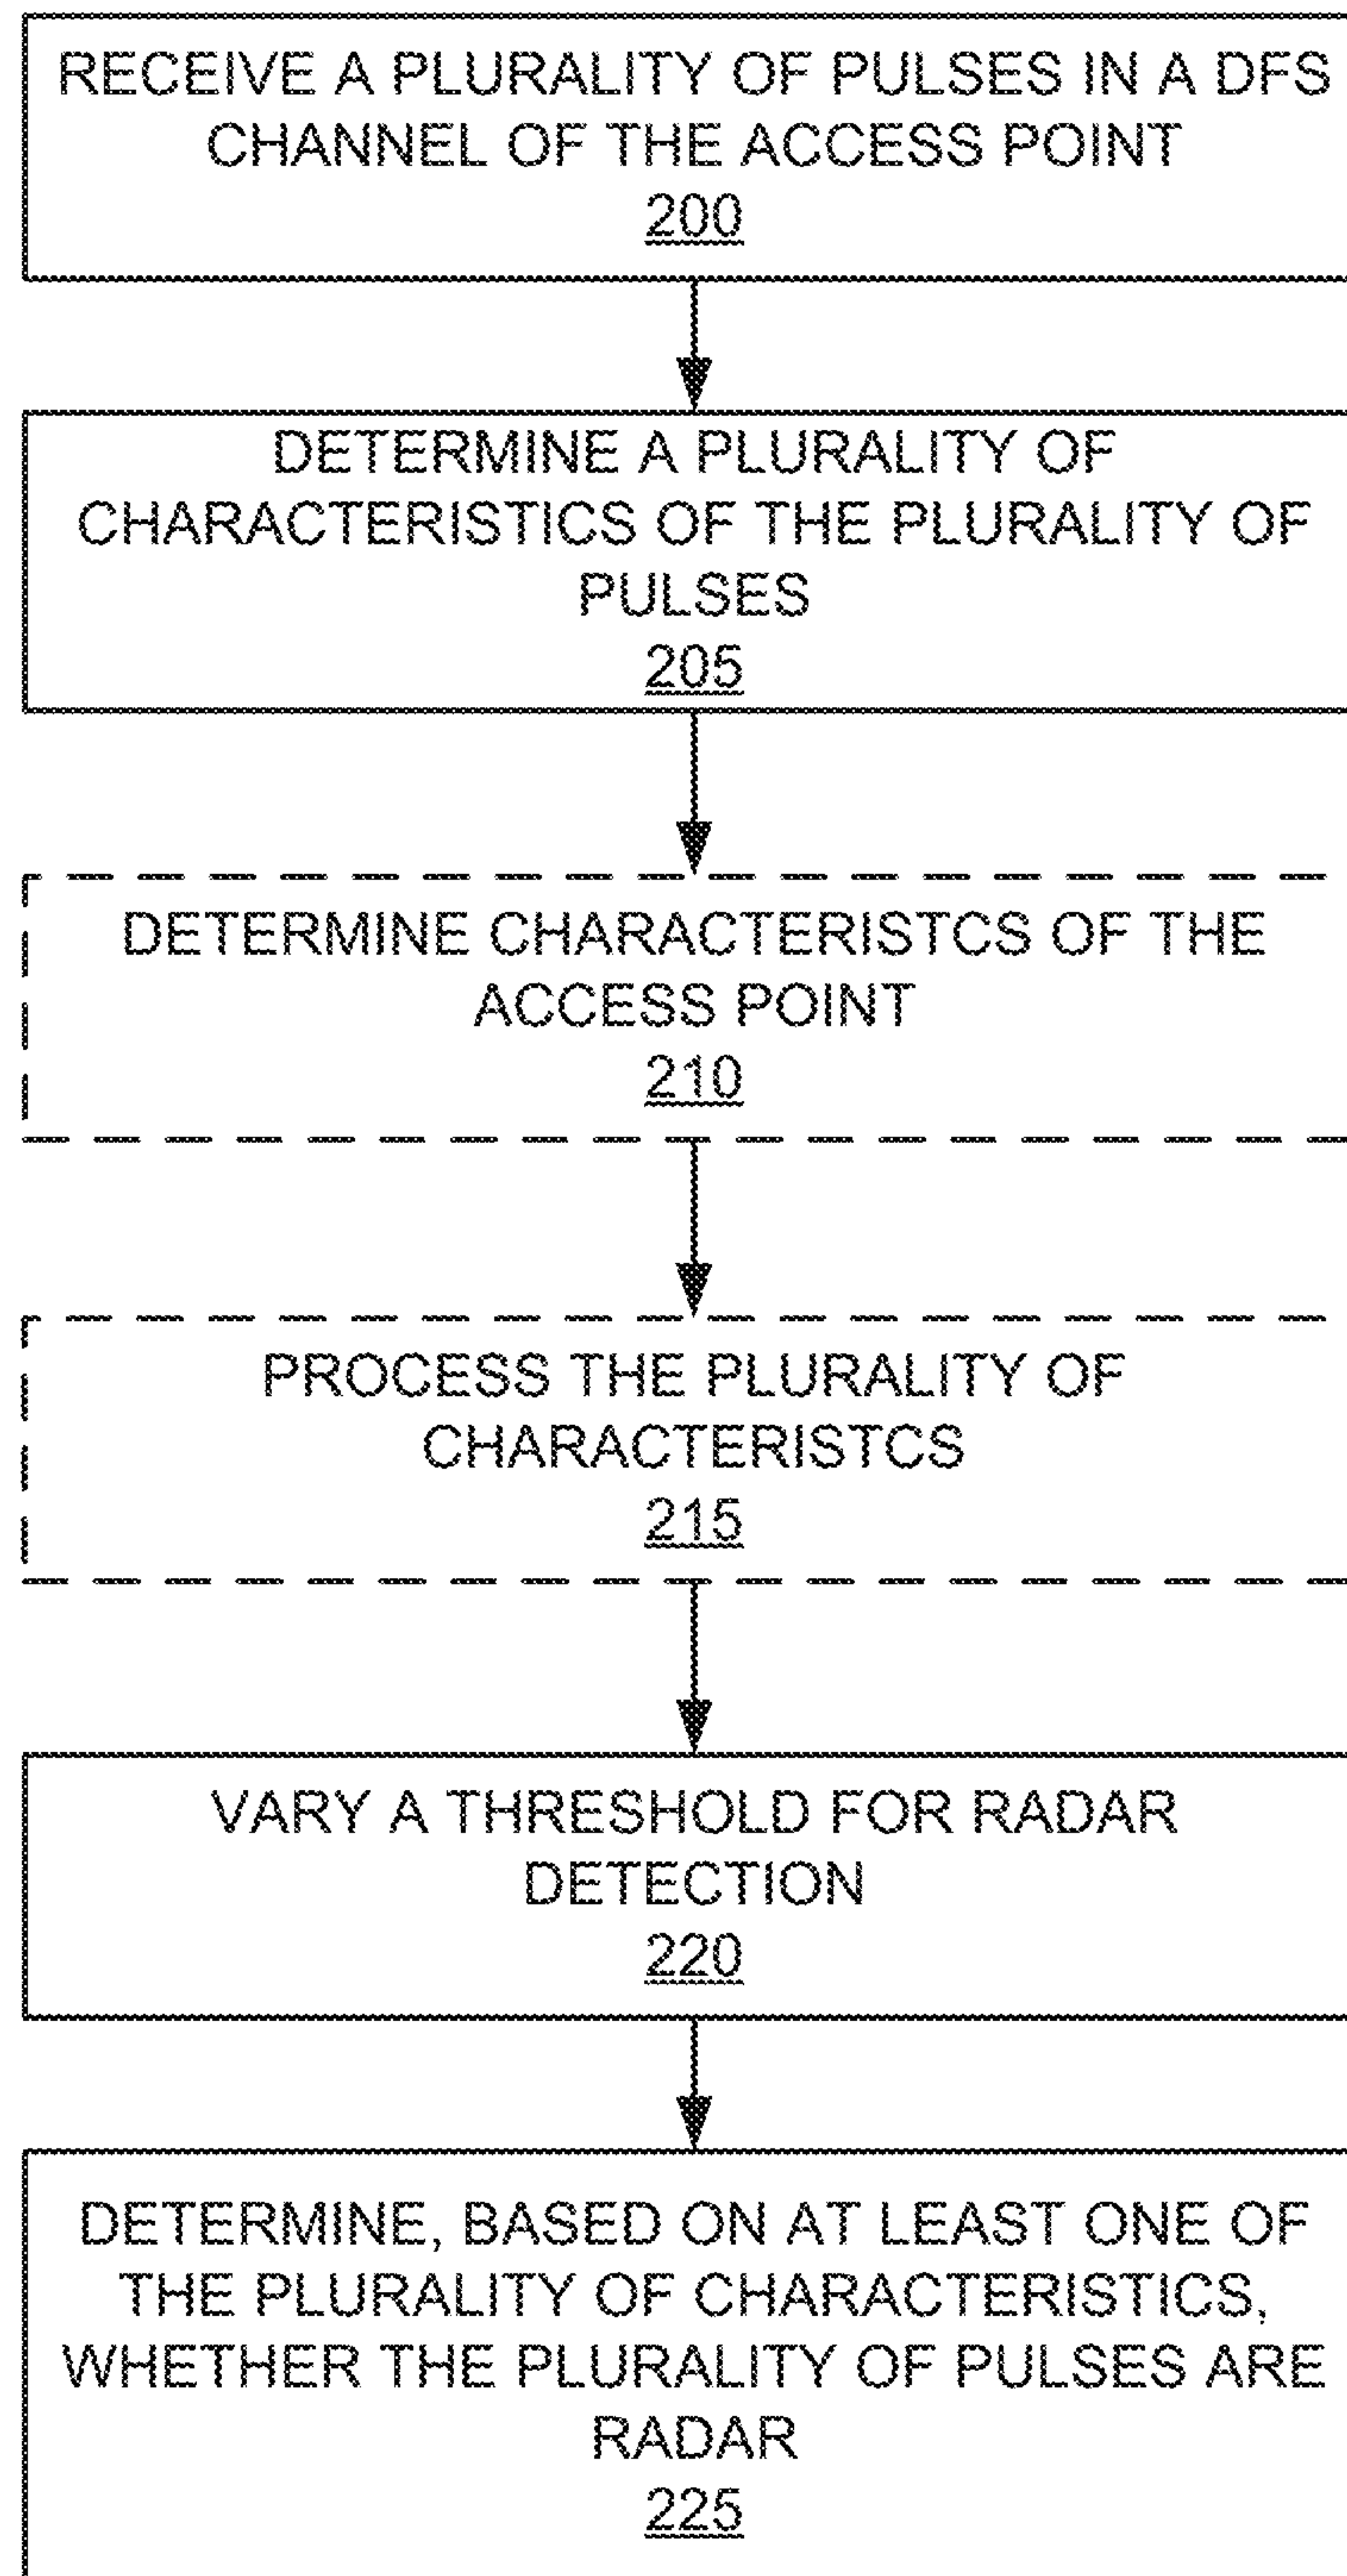 RECEIVE A PLURALITY OF PULSES IN A DFS
CHANNEL OF THE ACCESS POINT
200
DETERMINE A PLURALITY OF
CHARACTERISTICS OF THE PLURALITY OF
PULSES
205
DETERMINE CHARACTERISTCS OF THE
ACCESS POINT
210
PROCESS THE PLURALITY OF
CHARACTERISTCS
215
VARY A THRESHOLD FOR RADAR
DETECTION
220
DETERMINE, BASED ON AT LEAST ONE OF
THE PLURALITY OF CHARACTERISTICS,
WHETHER THE PLURALITY OF PULSES ARE
RADAR
225